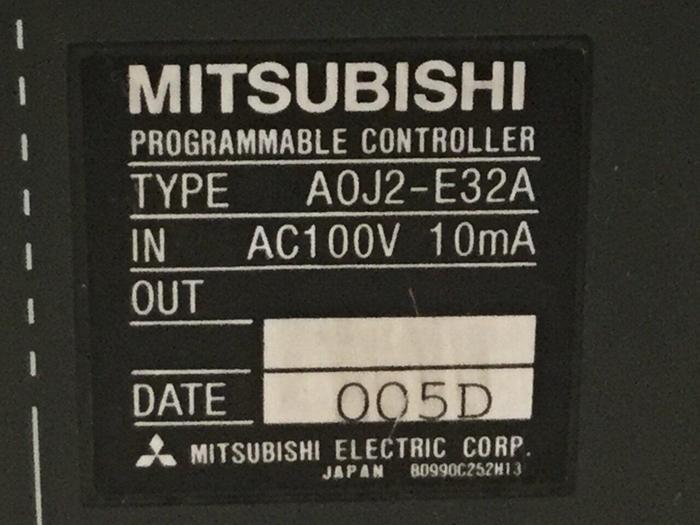 MITSUBISHI
PROGRAMMABLE CONTROLLER
TYPE A0J2-E32A
IN AC100V 10mA
OUT
DATE 005D
MITSUBISHI ELECTRIC CORP.
JAPAN BD990C252H13